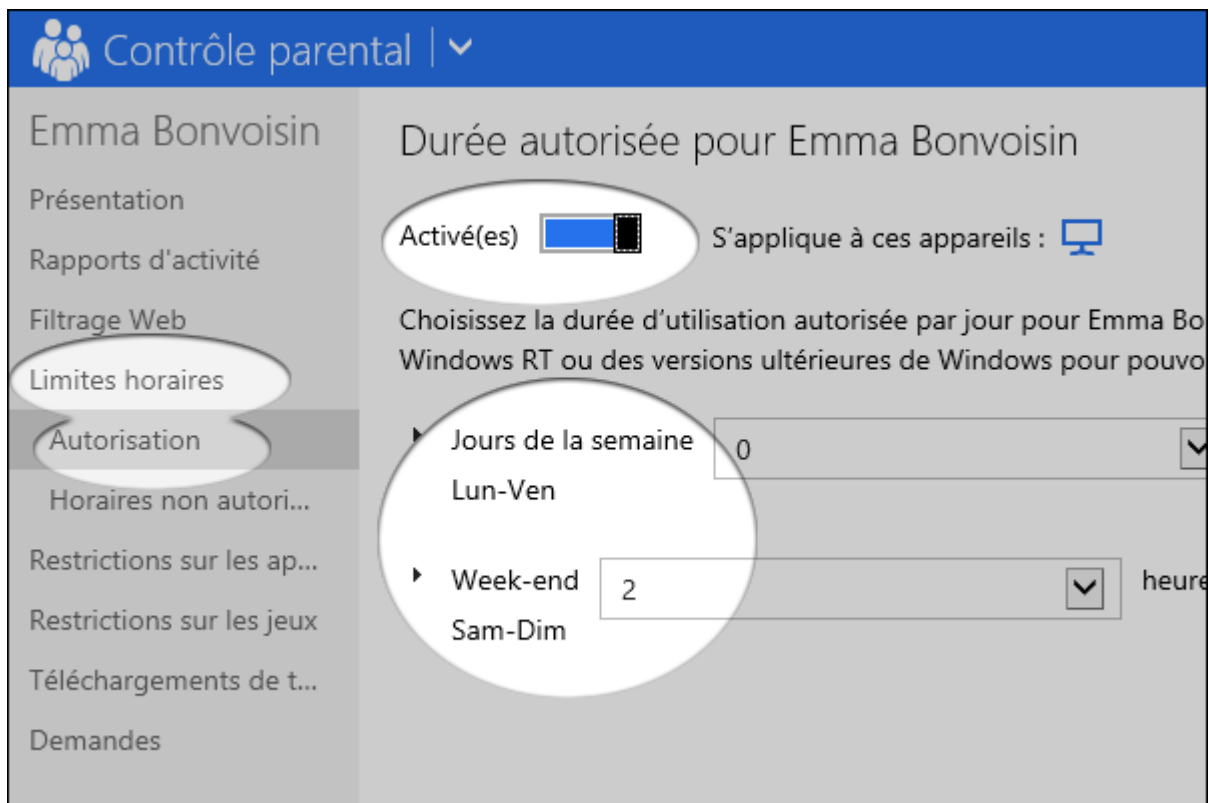 Contrôle parental
Emma Bonvoisin
Présentation
Rapports d'activité
Filtrage Web
Limites horaires
Autorisation
Horaires non autori...
Restrictions sur les ap...
Restrictions sur les jeux
Téléchargements de t...
Demandes
Durée autorisée pour Emma Bonvoisin
Activé(es) S'applique à ces appareils :
Choisissez la durée d'utilisation autorisée par jour pour Emma Bo
Windows RT ou des versions ultérieures de Windows pour pouvo
Jours de la semaine 0
Lun-Ven
Week-end 2 heure
Sam-Dim